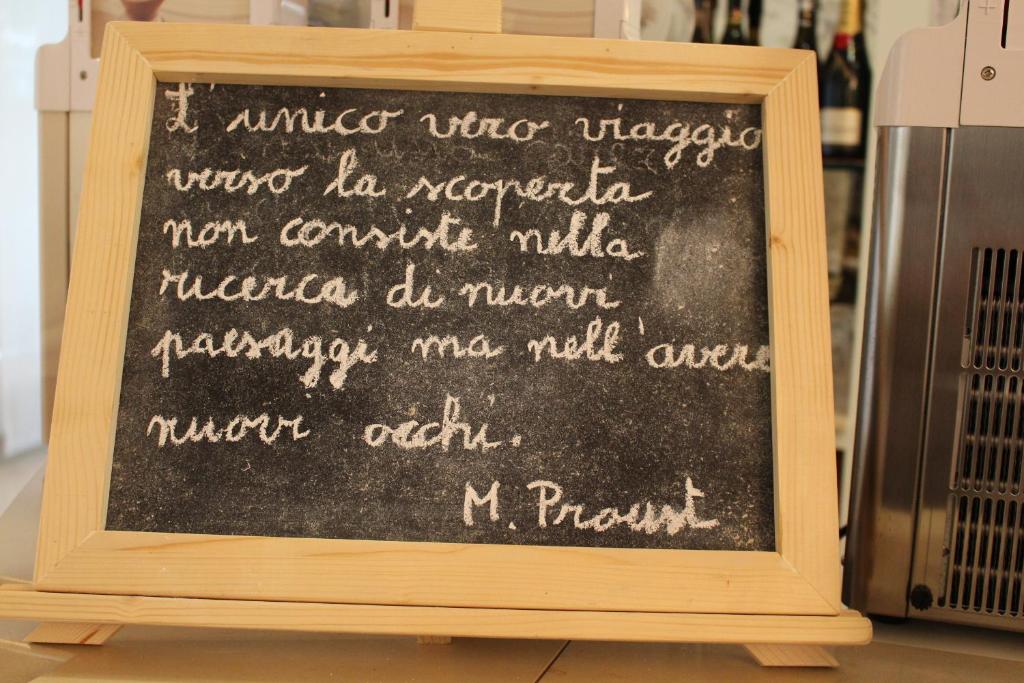 L'unico vero viaggio
verso la scoperta
non consiste nella
ricerca di nuovi
paesaggi ma nell'avere
nuovi occhi.
M. Proust